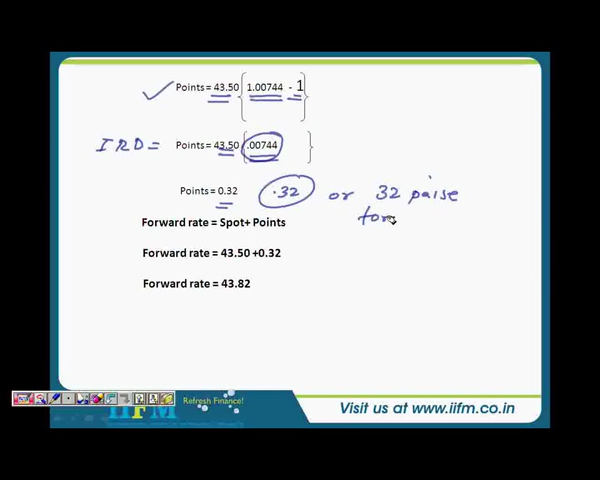 Points = 43.50 { 1.00744 - 1 }
IRD = Points = 43.50 { .00744 }
Points = 0.32 .32 or 32 paise
for
Forward rate = Spot+ Points
Forward rate = 43.50 +0.32
Forward rate = 43.82
IIFM Refresh Finance!
Visit us at www.iifm.co.in